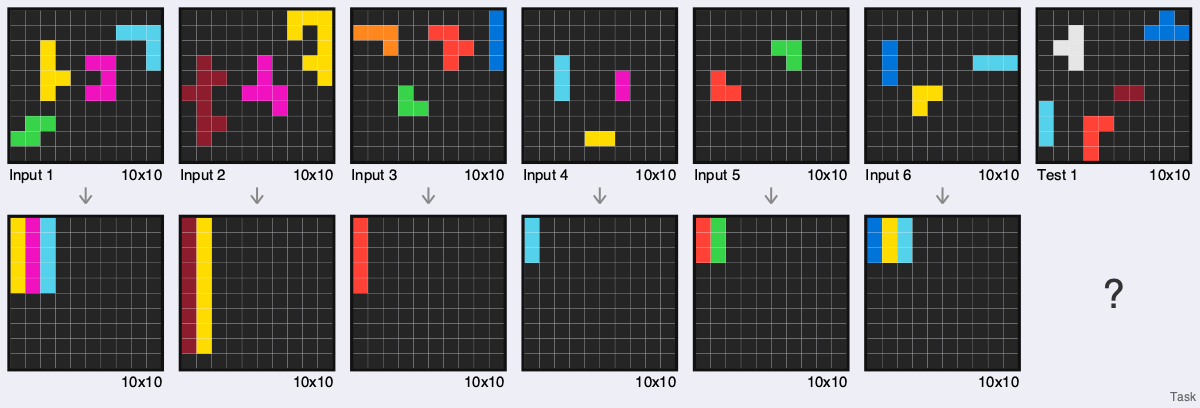 Input 1 10x10
Input 2 10x10
Input 3 10x10
Input 4 10x10
Input 5 10x10
Input 6 10x10
Test 1 10x10
10x10
10x10
10x10
10x10
10x10
10x10
?
Task